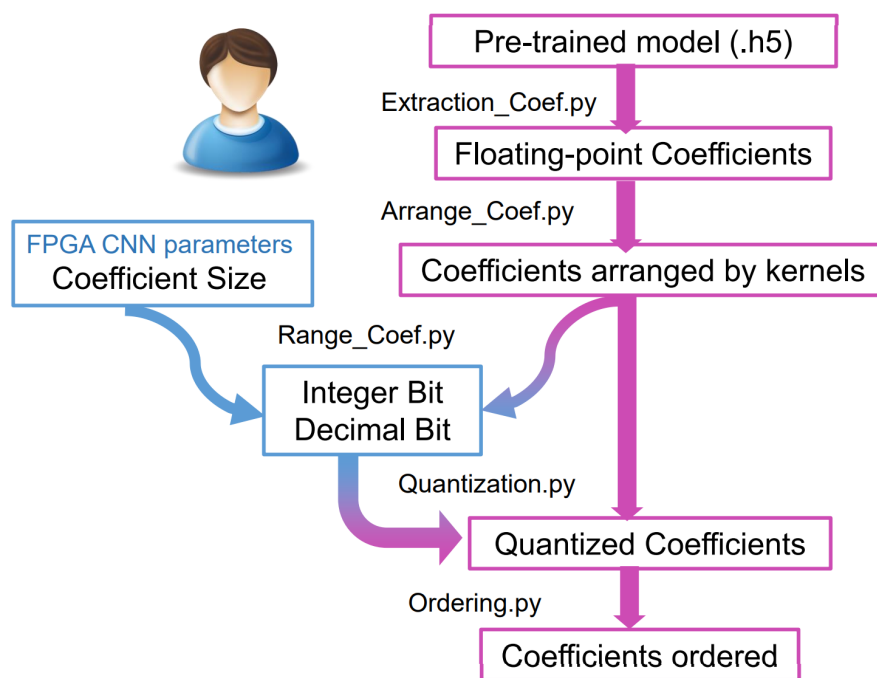 Pre-trained model (.h5)
Extraction_Coef.py
Floating-point Coefficients
Arrange_Coef.py
FPGA CNN parameters
Coefficient Size
Coefficients arranged by kernels
Range_Coef.py
Integer Bit
Decimal Bit
Quantization.py
Quantized Coefficients
Ordering.py
Coefficients ordered